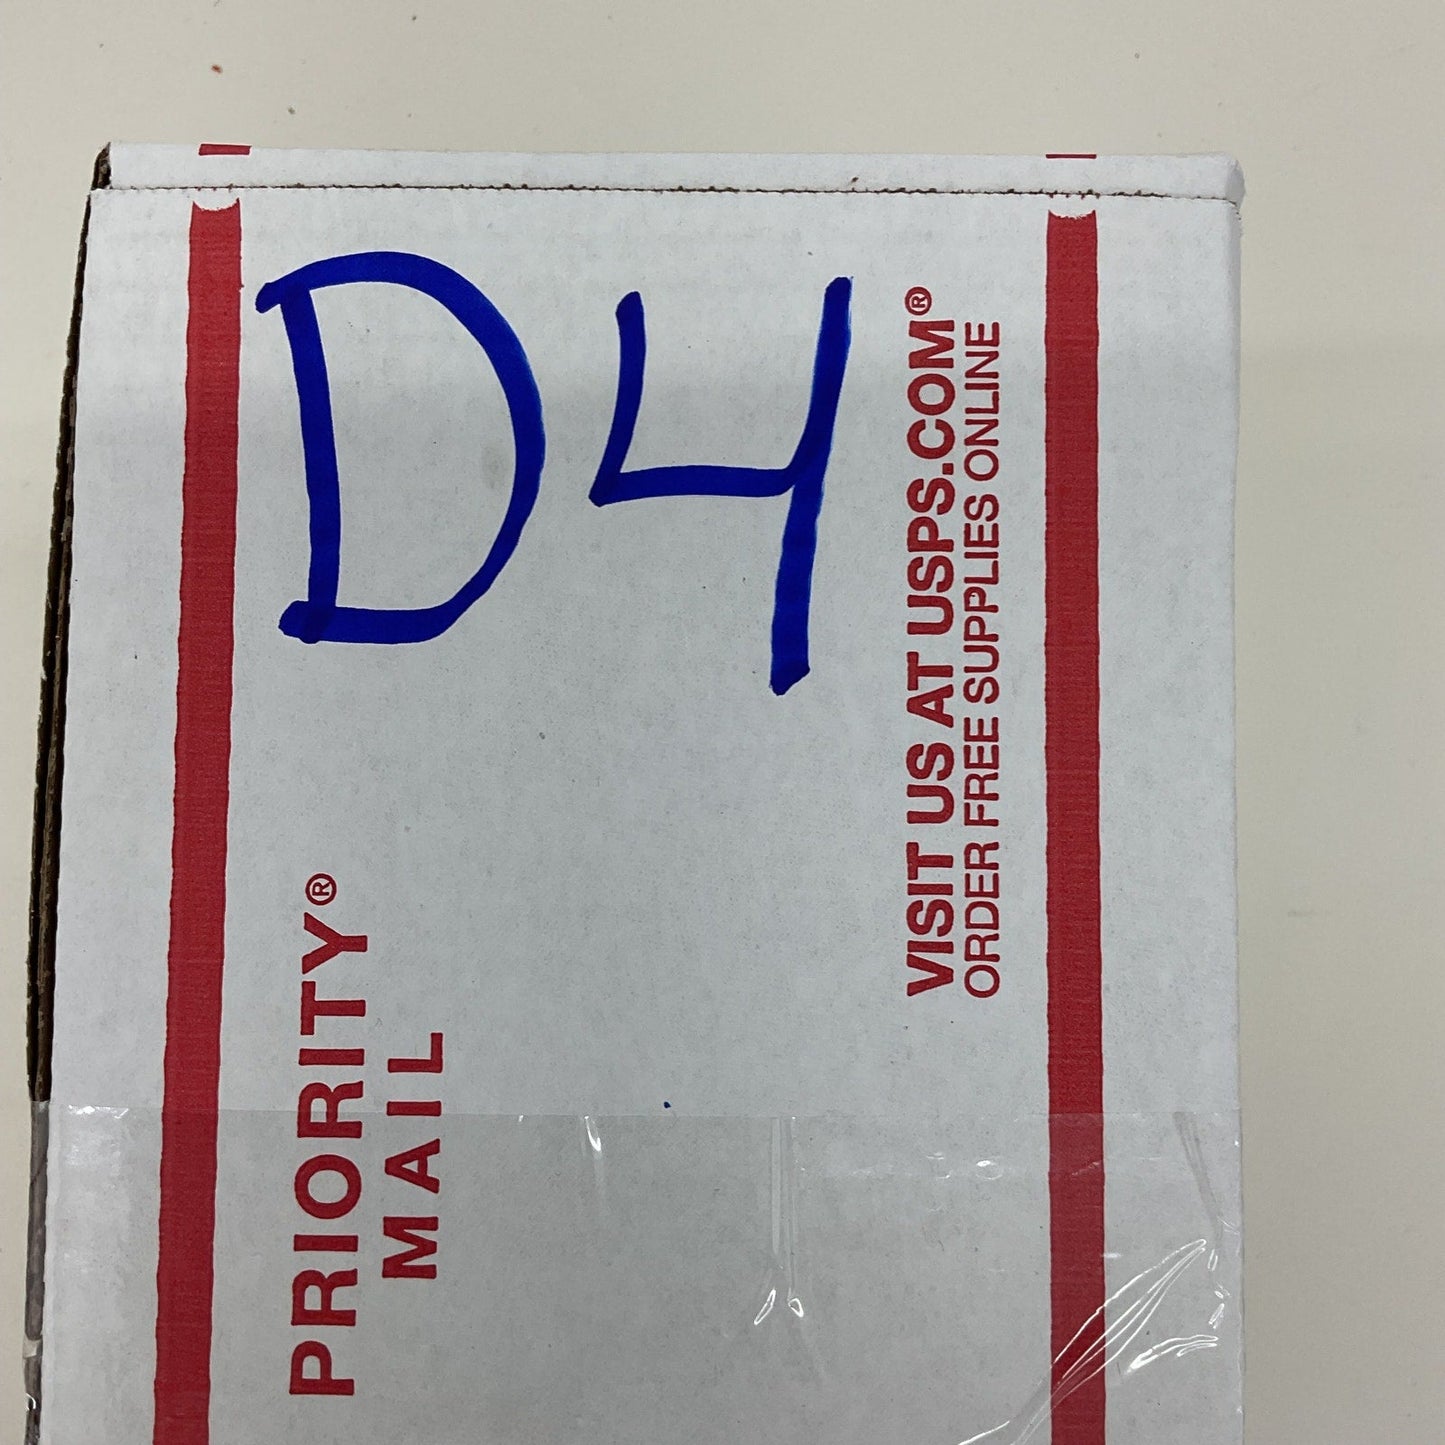 D4
PRIORITY®
MAIL
VISIT US AT USPS.COM®
ORDER FREE SUPPLIES ONLINE